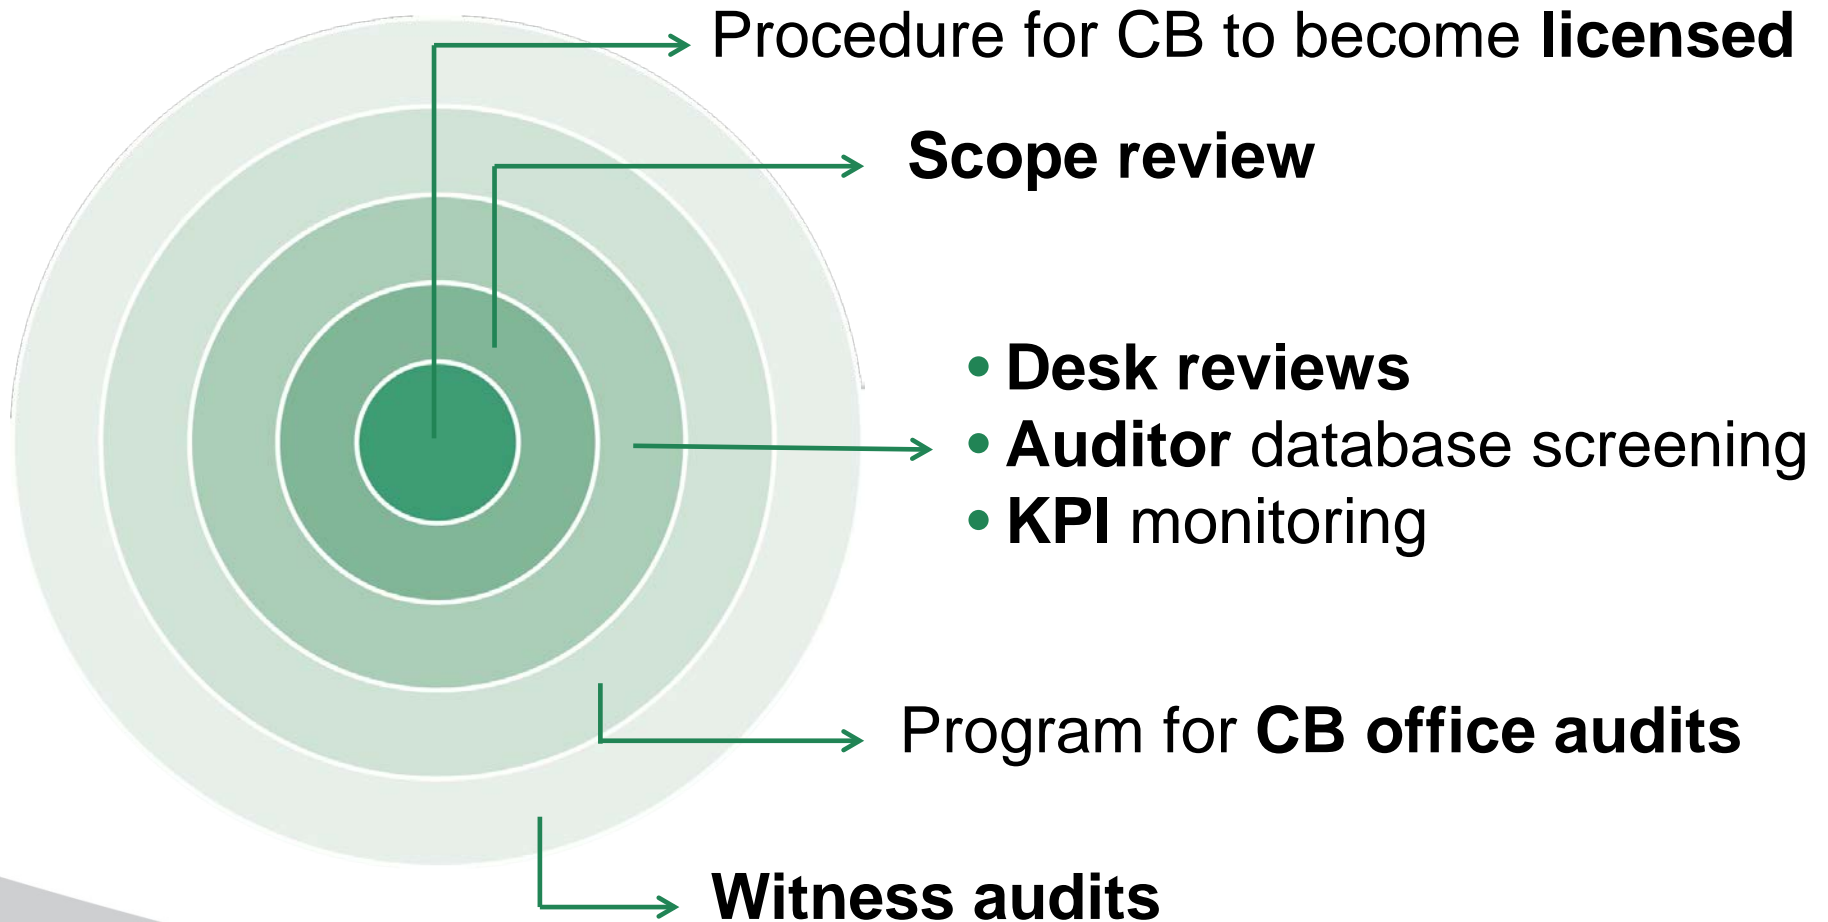 Procedure for CB to become licensed
Scope review
• Desk reviews
• Auditor database screening
• KPI monitoring
Program for CB office audits
Witness audits